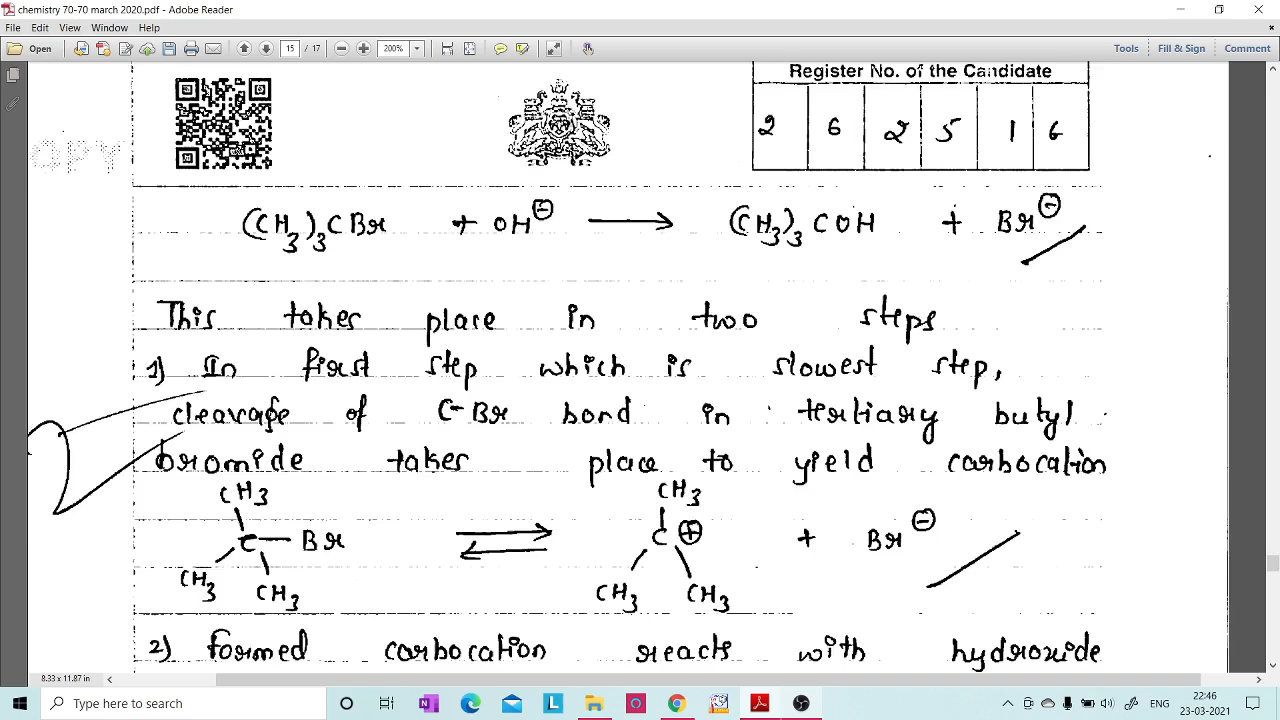 chemistry 70-70 march 2020.pdf - Adobe Reader
File Edit View Window Help
Open 15 / 17 200% Tools Fill & Sign Comment
Register No. of the Candidate
OPY
2 6 2 5 1 6
(CH3)3CBr + OH⊖ ⟶ (CH3)3COH + Br⊖
This takes place in two steps
1) In first step which is slowest step,
cleavage of C-Br bond in tertiary butyl
bromide takes place to yield carbocation
CH3 CH3
C—Br ⇌ C⊕ + Br⊖
CH3 CH3 CH3 CH3
2) formed carbocation reacts with hydroxide
8.33 x 11.87 in
Type here to search
ENG
22:46
23-03-2021